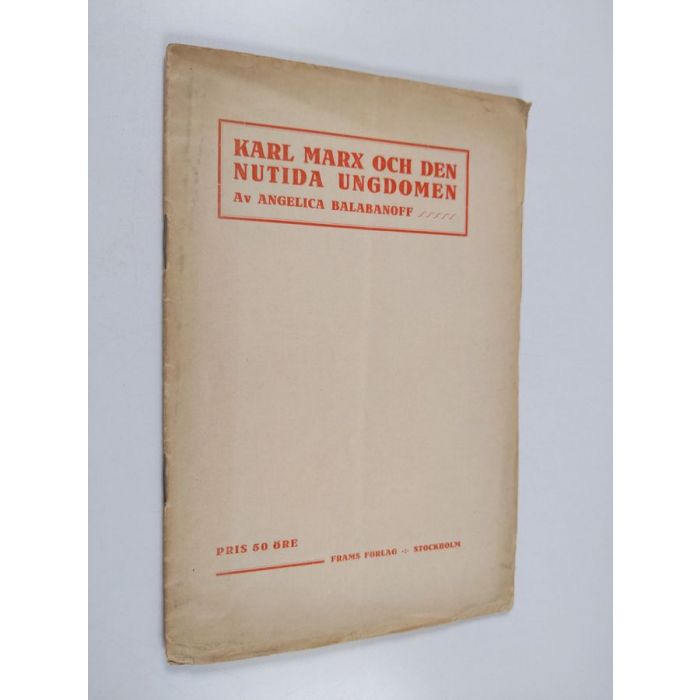 KARL MARX OCH DEN
NUTIDA UNGDOMEN
Av ANGELICA BALABANOFF
PRIS 50 ÖRE
FRAMS FÖRLAG -:- STOCKHOLM